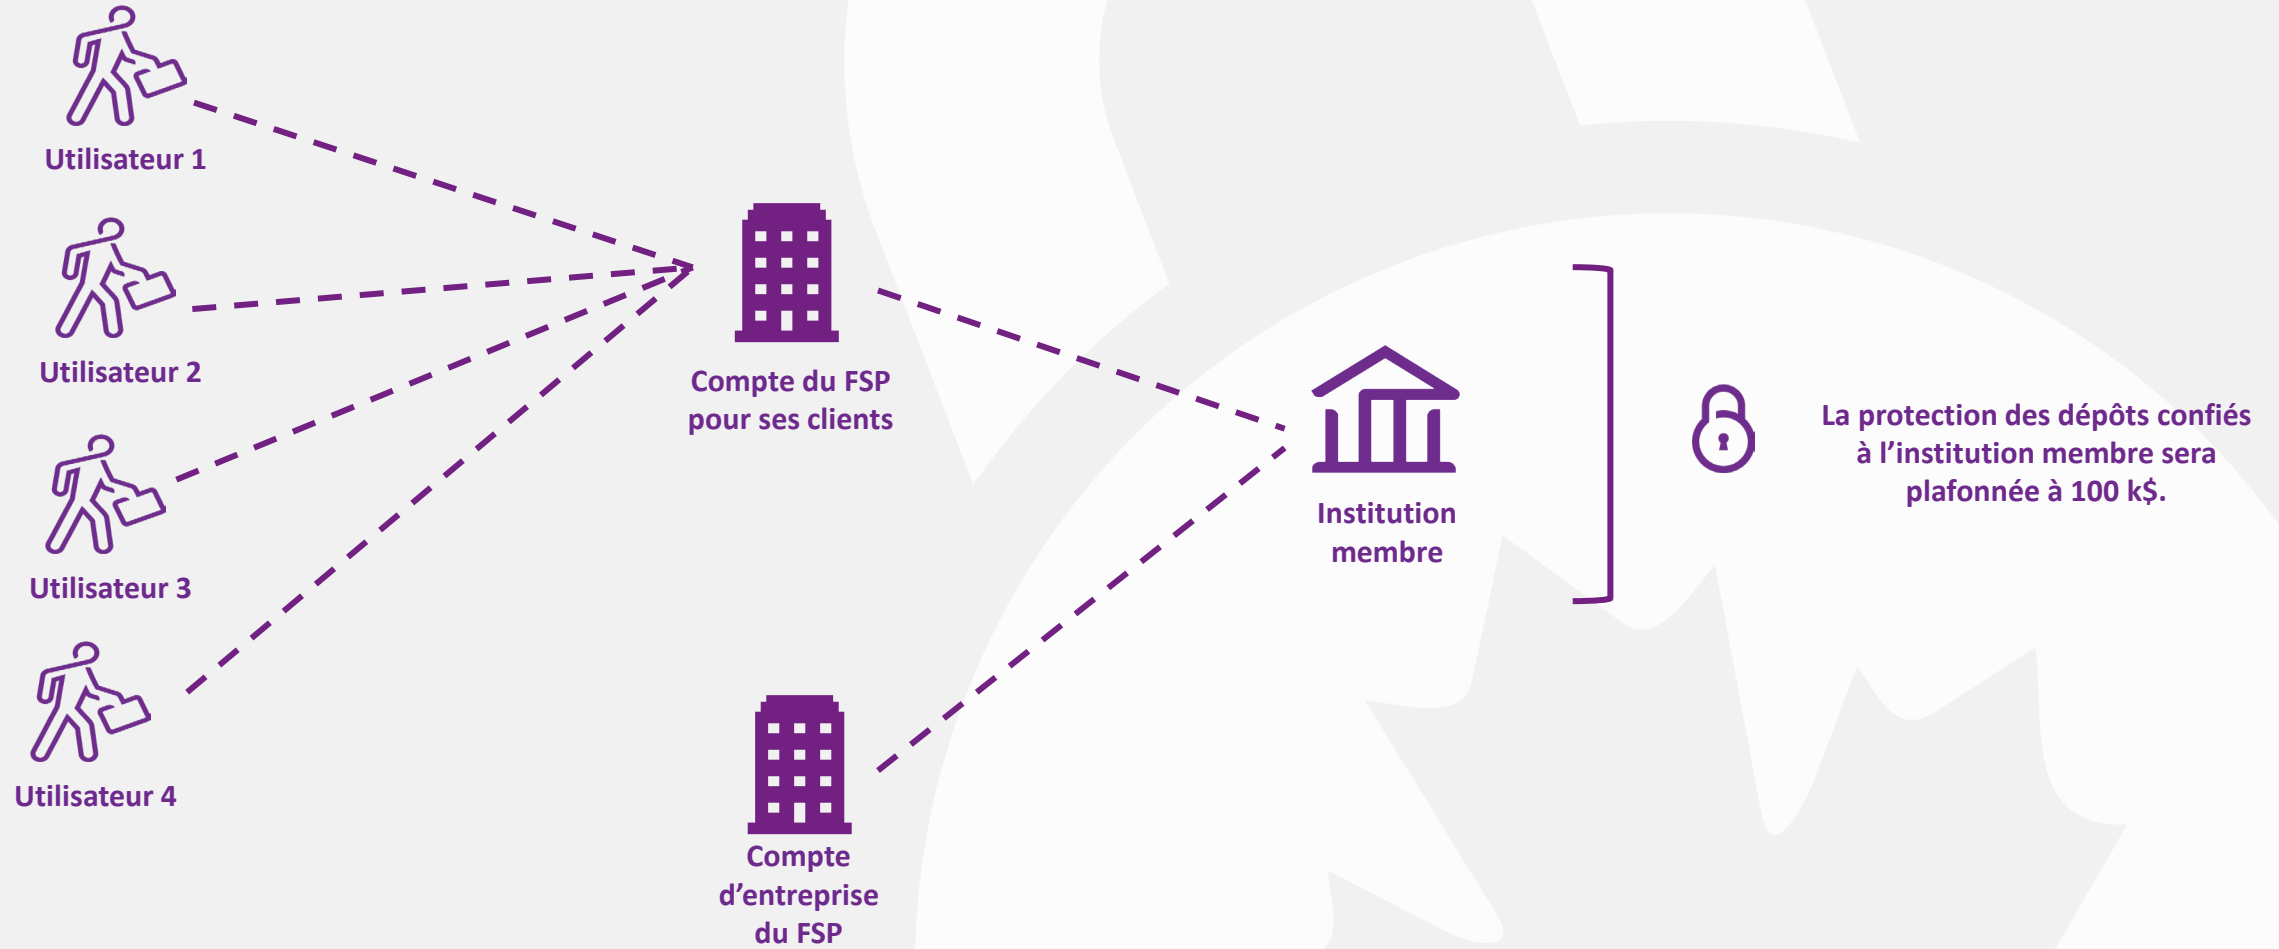 Utilisateur 1
Utilisateur 2
Utilisateur 3
Utilisateur 4
Compte du FSP
pour ses clients
Compte
d’entreprise
du FSP
Institution
membre
La protection des dépôts confiés
à l’institution membre sera
plafonnée à 100 k$.